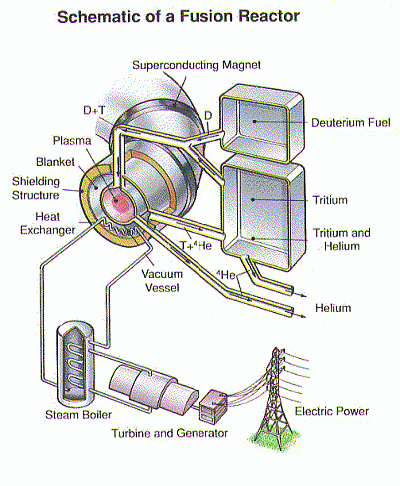 Schematic of a Fusion Reactor
Superconducting Magnet
D+T
D
Deuterium Fuel
Plasma
Blanket
Shielding
Structure
Heat
Exchanger
Tritium
Tritium and
Helium
T+⁴He
Vacuum
Vessel
⁴He
Helium
Steam Boiler
Turbine and Generator
Electric Power